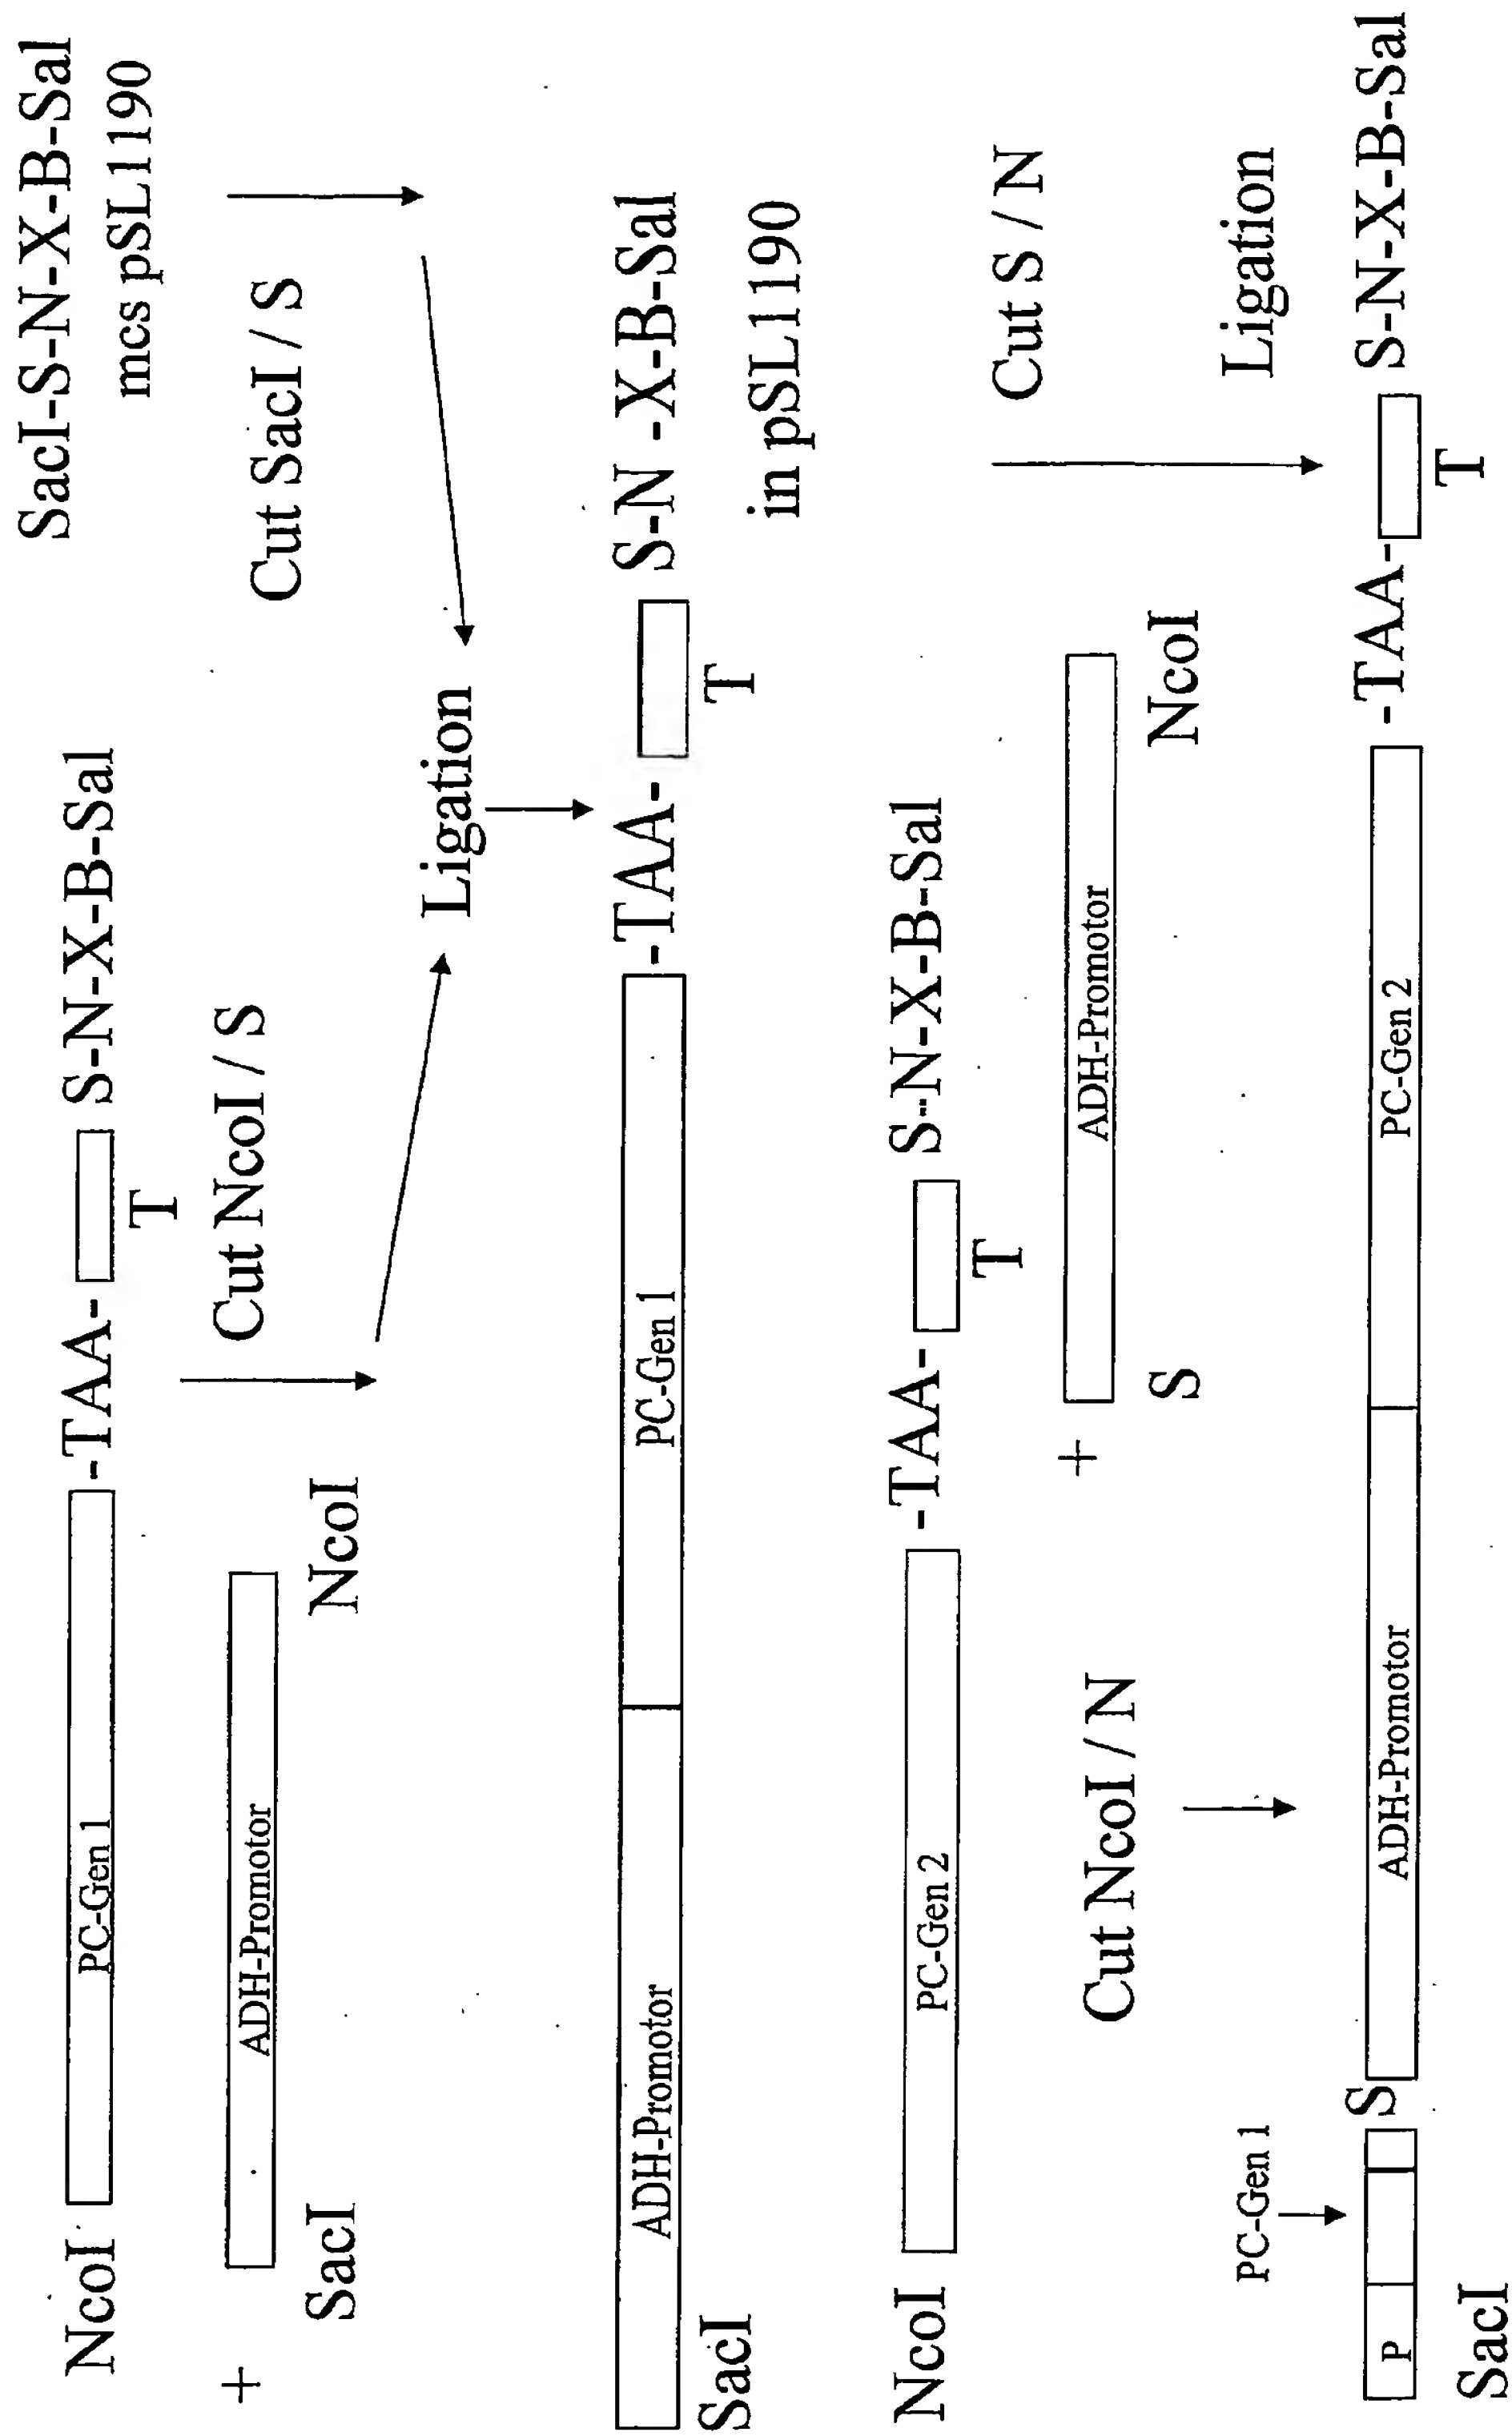 NcoI PC-Gen 1 -TAA- S-N-X-B-Sal SacI-S-N-X-B-Sal
T mcs pSL1190
+ ADH-Promotor Cut NcoI / S Cut SacI / S
SacI NcoI
Ligation
ADH-Promotor PC-Gen 1 -TAA- S-N -X-B-Sal
SacI T in pSL1190
NcoI PC-Gen 2 -TAA- S-N-X-B-Sal
T Cut S / N
Cut NcoI / N + ADH-Promotor
S NcoI
PC-Gen 1 Ligation
P S ADH-Promotor PC-Gen 2 -TAA- S-N-X-B-Sal
SacI T